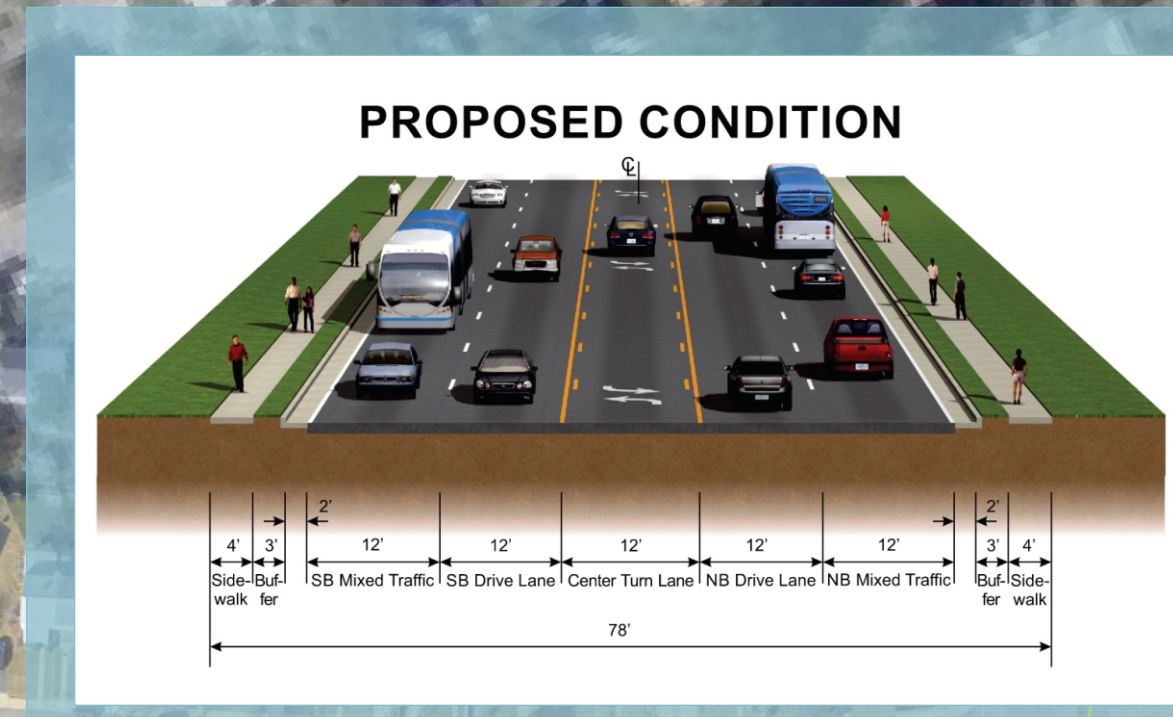 PROPOSED CONDITION
℄
2’ 2’
4’ 3’ 12’ 12’ 12’ 12’ 12’ 3’ 4’
Side- Buf- SB Mixed Traffic SB Drive Lane Center Turn Lane NB Drive Lane NB Mixed Traffic Buf- Side-
walk fer fer walk
78’